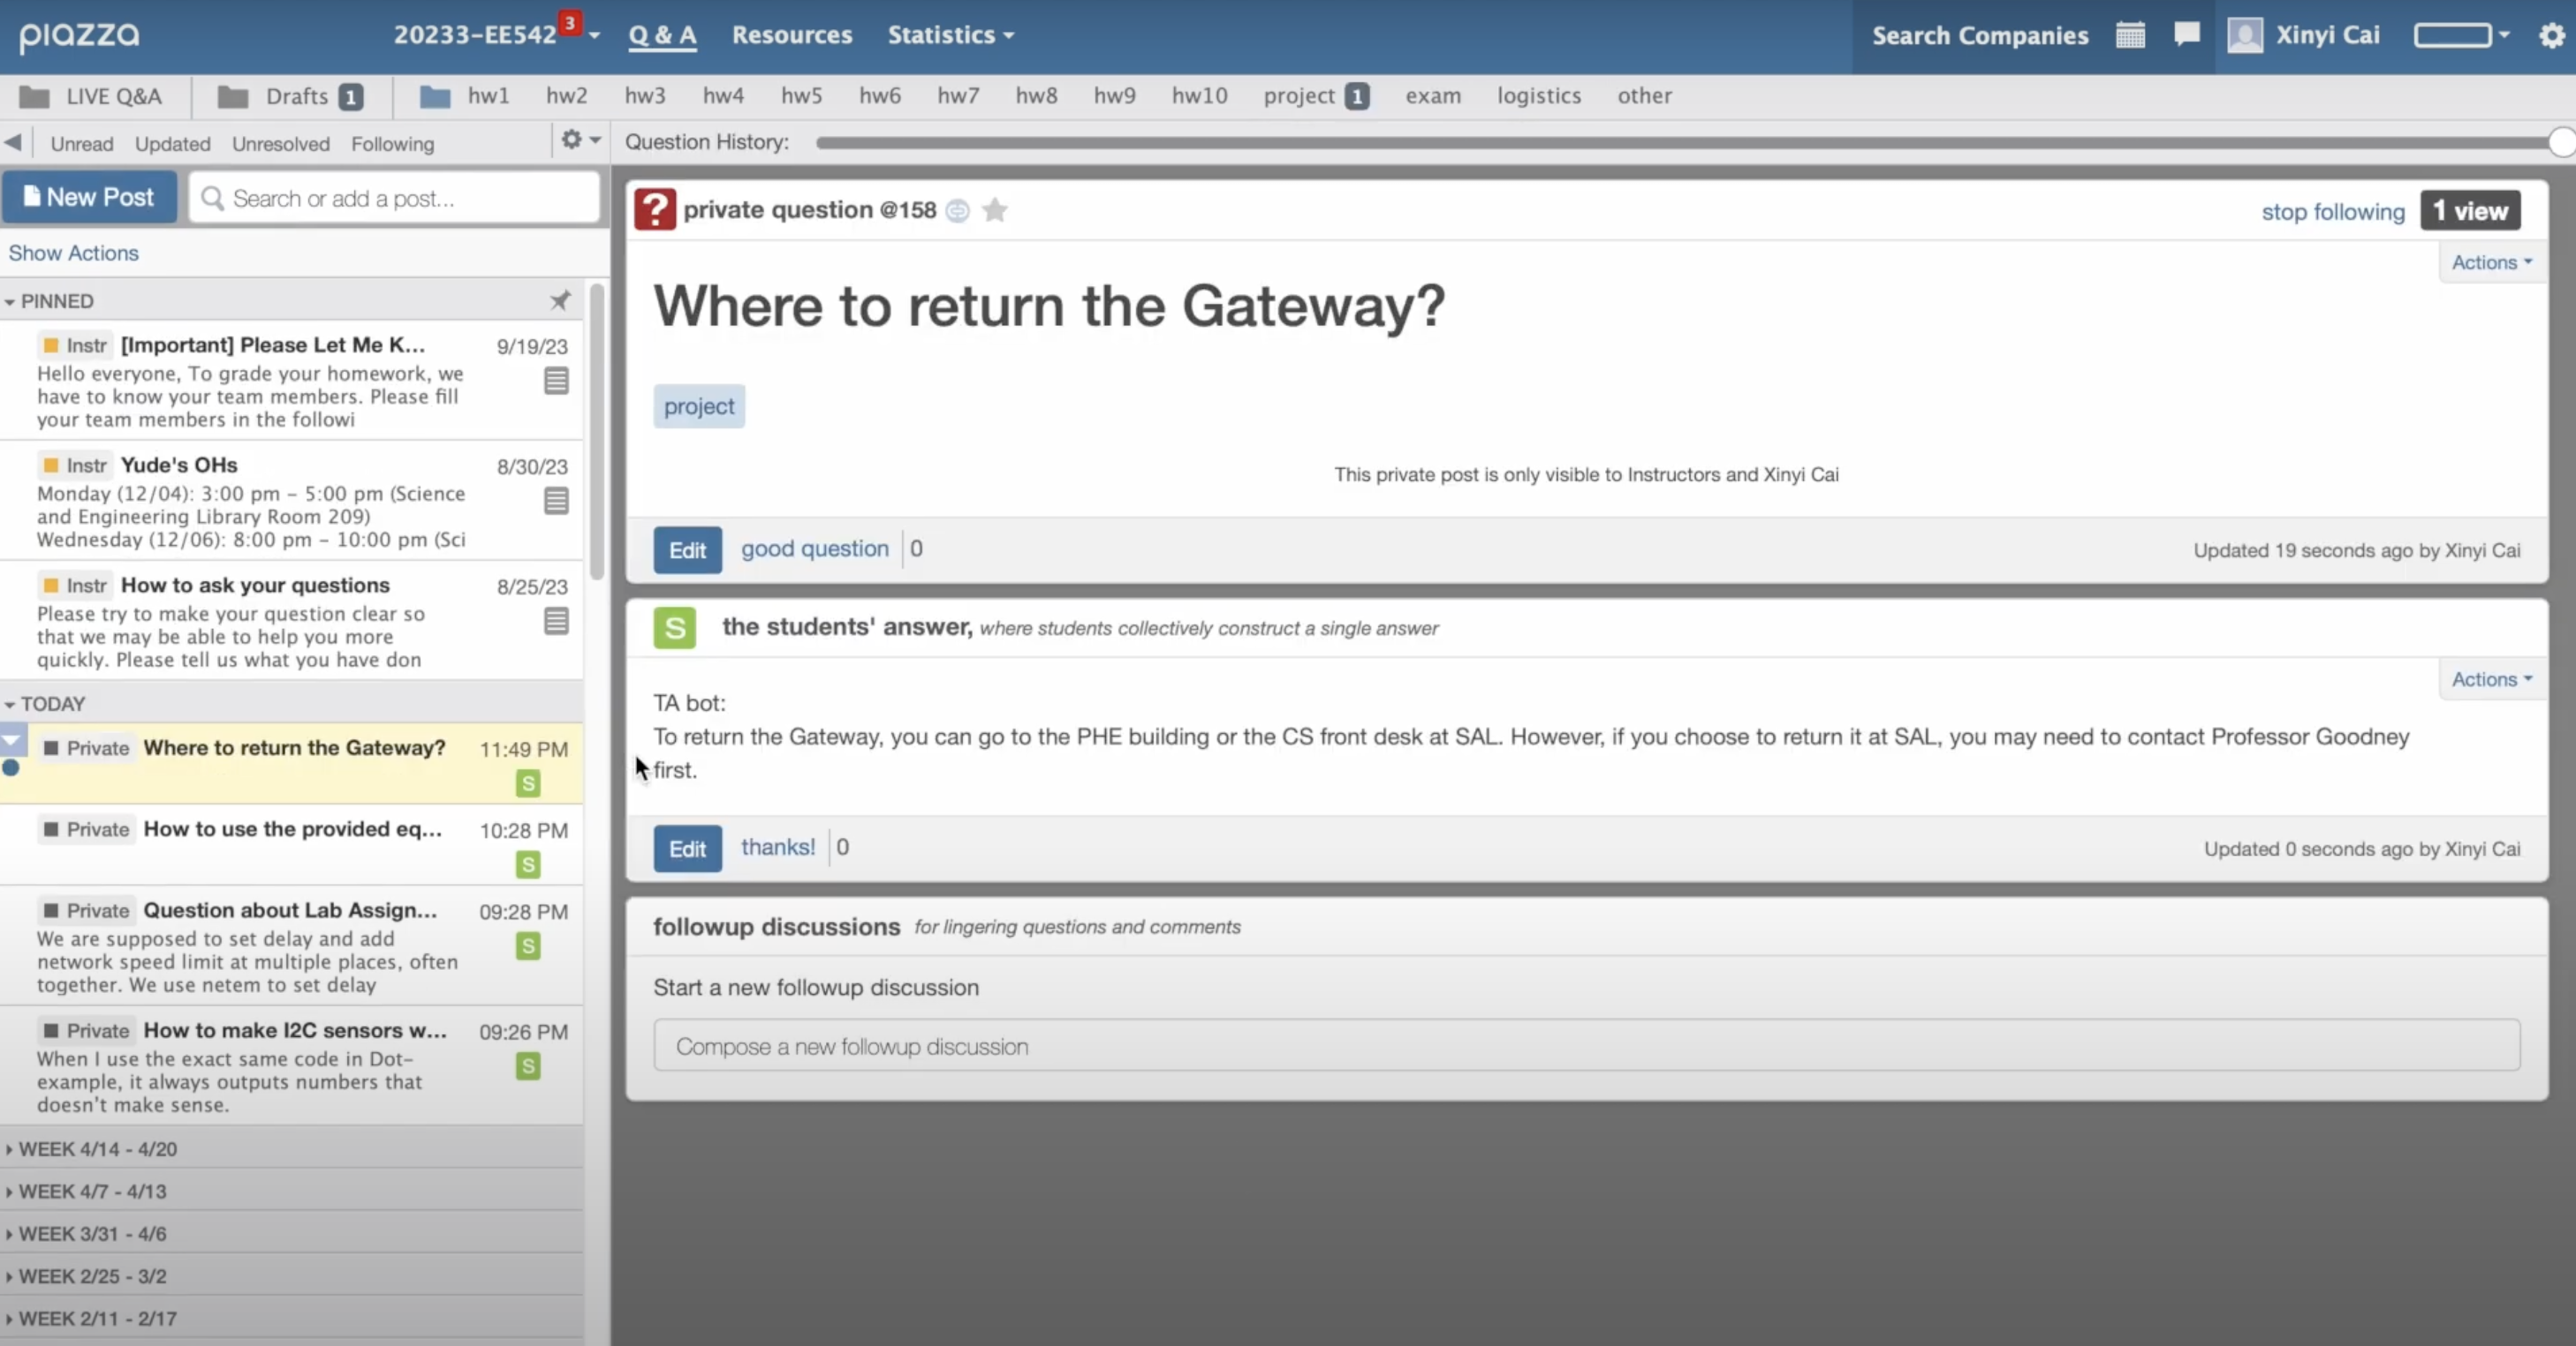 piazza
20233-EE542 3
Q & A
Resources
Statistics
Search Companies
Xinyi Cai
LIVE Q&A
Drafts 1
hw1 hw2 hw3 hw4 hw5 hw6 hw7 hw8 hw9 hw10 project 1 exam logistics other
Unread Updated Unresolved Following
Question History:
New Post
Search or add a post...
Show Actions
PINNED
Instr [Important] Please Let Me K... 9/19/23
Hello everyone, To grade your homework, we
have to know your team members. Please fill
your team members in the followi
Instr Yude's OHs 8/30/23
Monday (12/04): 3:00 pm – 5:00 pm (Science
and Engineering Library Room 209)
Wednesday (12/06): 8:00 pm – 10:00 pm (Sci
Instr How to ask your questions 8/25/23
Please try to make your question clear so
that we may be able to help you more
quickly. Please tell us what you have don
TODAY
Private Where to return the Gateway? 11:49 PM
S
Private How to use the provided eq... 10:28 PM
S
Private Question about Lab Assign... 09:28 PM
We are supposed to set delay and add
network speed limit at multiple places, often
together. We use netem to set delay
S
Private How to make I2C sensors w... 09:26 PM
When I use the exact same code in Dot-
example, it always outputs numbers that
doesn't make sense.
S
WEEK 4/14 - 4/20
WEEK 4/7 - 4/13
WEEK 3/31 - 4/6
WEEK 2/25 - 3/2
WEEK 2/11 - 2/17
? private question @158
stop following 1 view
Actions
Where to return the Gateway?
project
This private post is only visible to Instructors and Xinyi Cai
Edit good question 0
Updated 19 seconds ago by Xinyi Cai
S the students' answer, where students collectively construct a single answer
Actions
TA bot:
To return the Gateway, you can go to the PHE building or the CS front desk at SAL. However, if you choose to return it at SAL, you may need to contact Professor Goodney
first.
Edit thanks! 0
Updated 0 seconds ago by Xinyi Cai
followup discussions for lingering questions and comments
Start a new followup discussion
Compose a new followup discussion